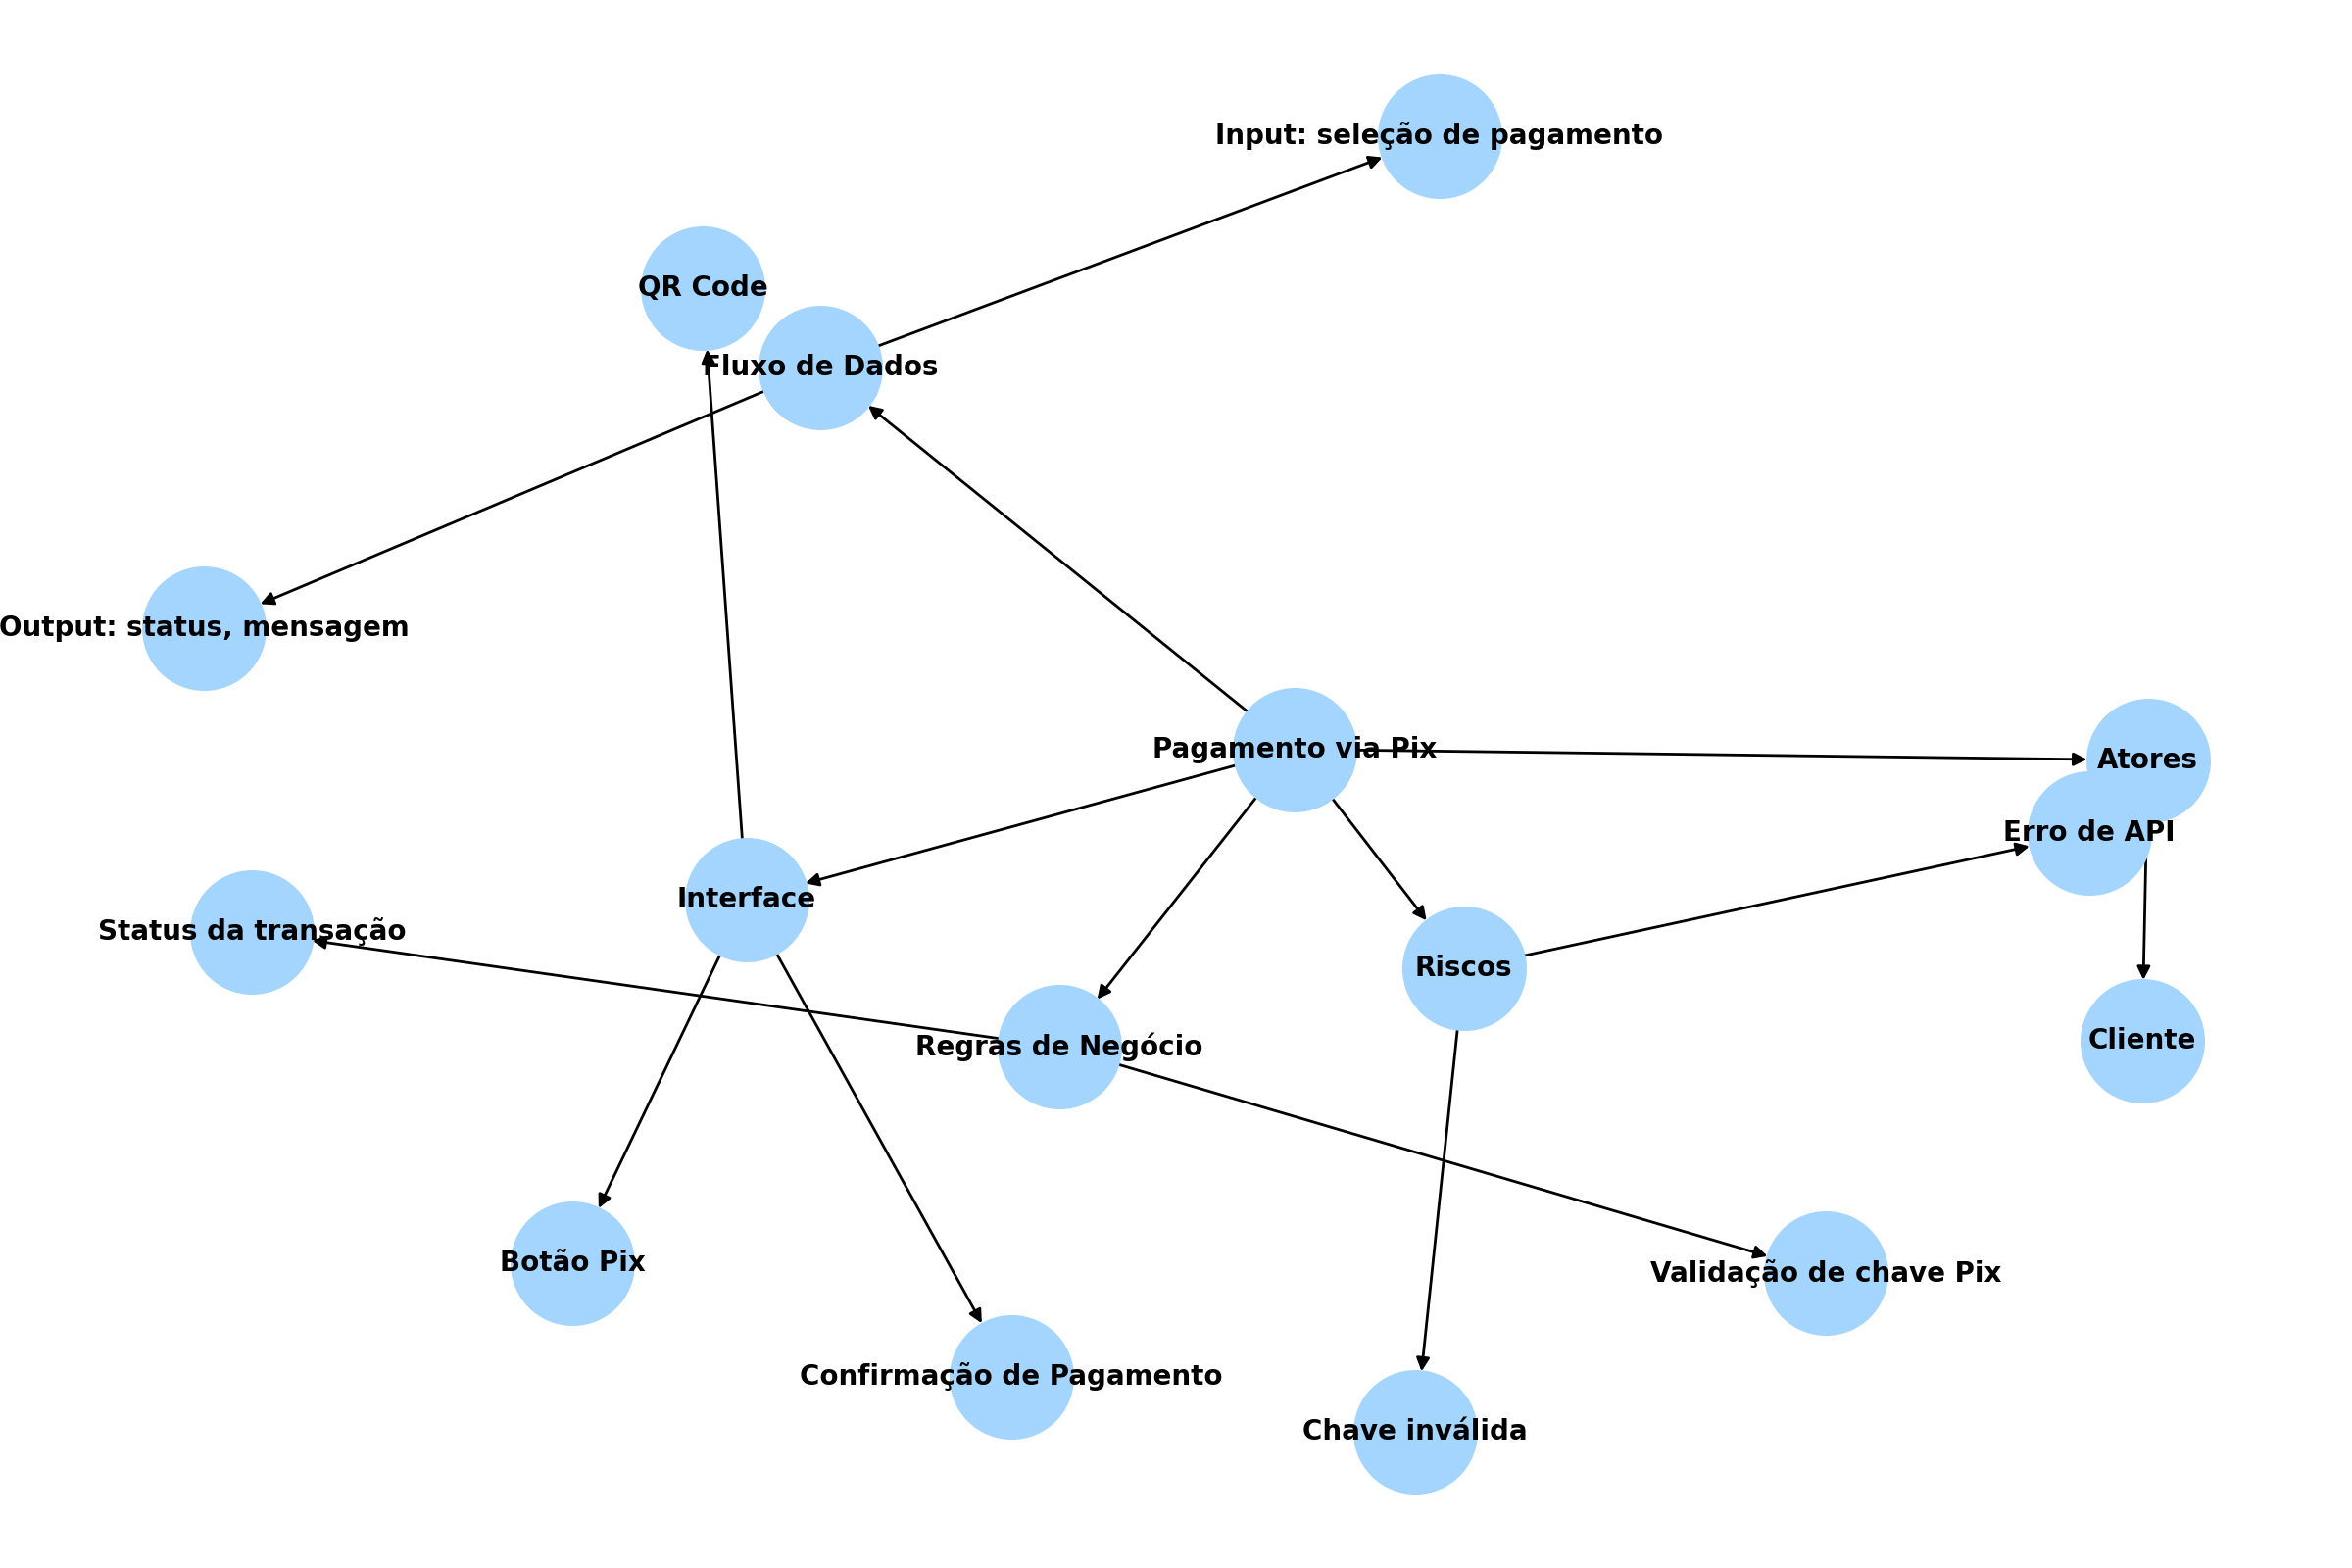 Input: seleção de pagamento
QR Code
Fluxo de Dados
Output: status, mensagem
Pagamento via Pix
Atores
Erro de API
Interface
Status da transação
Riscos
Regras de Negócio
Cliente
Botão Pix
Validação de chave Pix
Confirmação de Pagamento
Chave inválida